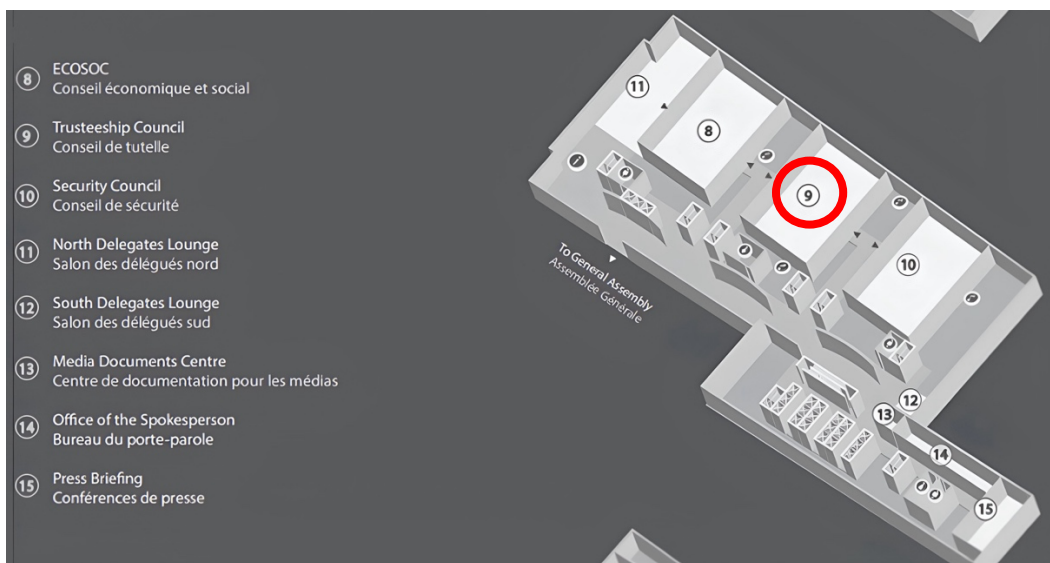 8 ECOSOC
Conseil économique et social
9 Trusteeship Council
Conseil de tutelle
10 Security Council
Conseil de sécurité
11 North Delegates Lounge
Salon des délégués nord
12 South Delegates Lounge
Salon des délégués sud
13 Media Documents Centre
Centre de documentation pour les médias
14 Office of the Spokesperson
Bureau du porte-parole
15 Press Briefing
Conférences de presse
11
8
9
10
To General Assembly
Assemblée Générale
12
13
14
15